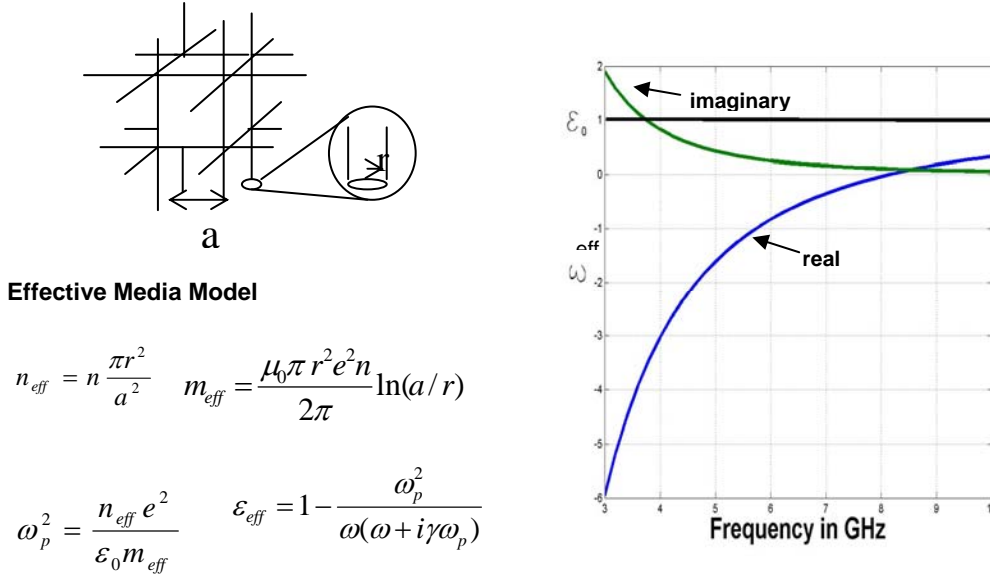 r
a
Effective Media Model
n_eff = n πr²/a²
m_eff = μ₀π r²e²n/2π ln(a/r)
ω_p² = n_eff e²/ε₀m_eff
ε_eff = 1 − ω_p²/ω(ω + iγω_p)
2
1
0
-1
-2
-3
-4
-5
-6
ε₀
eff
imaginary
real
3 4 5 6 7 8 9 1
Frequency in GHz